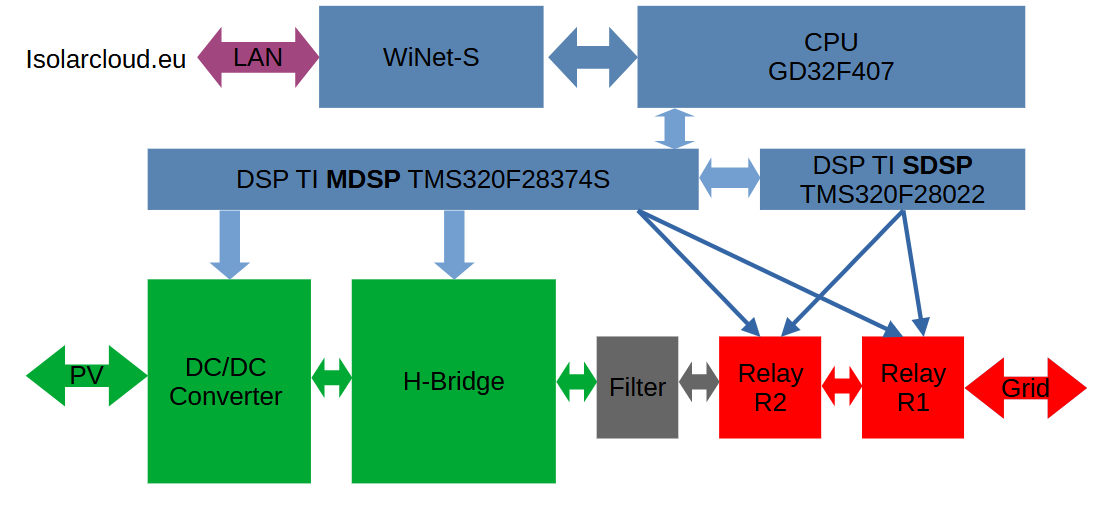 Isolarcloud.eu
LAN
WiNet-S
CPU
GD32F407
DSP TI MDSP TMS320F28374S
DSP TI SDSP
TMS320F28022
PV
DC/DC
Converter
H-Bridge
Filter
Relay
R2
Relay
R1
Grid